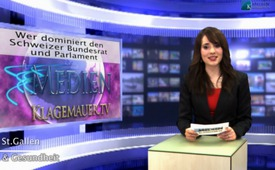 Wer dominiert den
Schweizer Bundesrat
und Parlament
MEDIEN
KLAGEMAUER.TV
St.Gallen
& Gesundheit